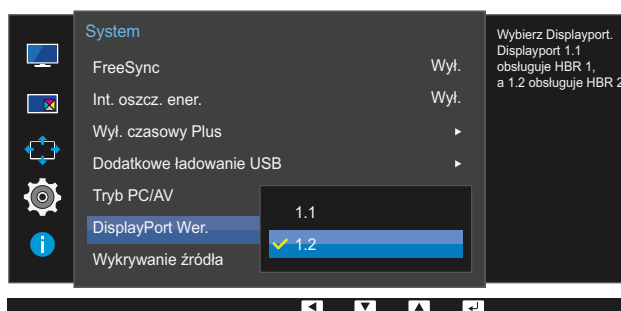 System
FreeSync Wył.
Int. oszcz. ener. Wył.
Wył. czasowy Plus
Dodatkowe ładowanie USB
Tryb PC/AV
DisplayPort Wer.
Wykrywanie źródła
1.1
1.2
Wybierz Displayport.
Displayport 1.1
obsługuje HBR 1,
a 1.2 obsługuje HBR 2